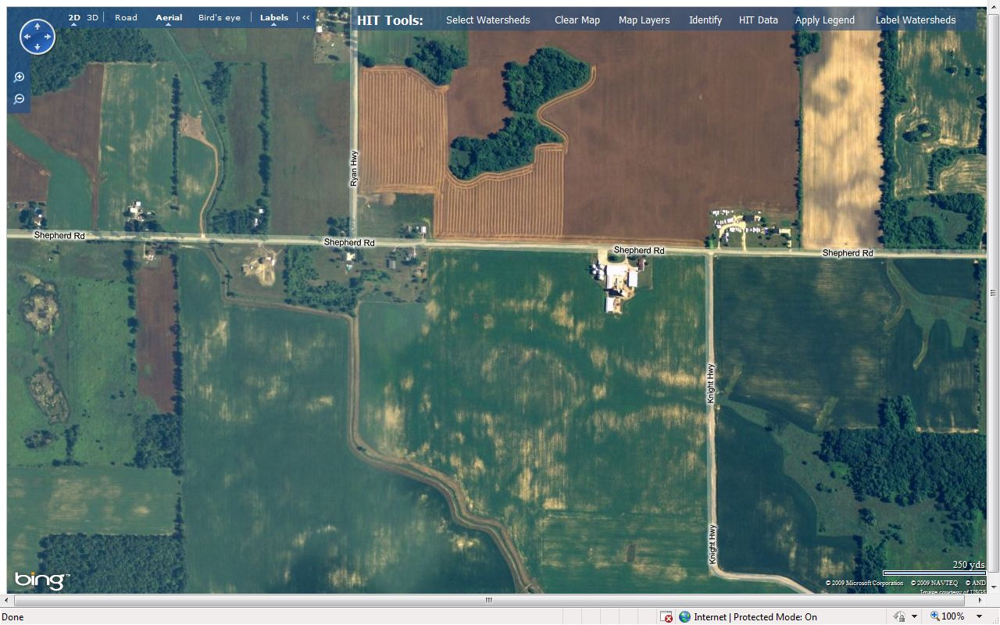 2D 3D Road Aerial Bird's eye Labels <<
HIT Tools: Select Watersheds Clear Map Map Layers Identify HIT Data Apply Legend Label Watersheds
Ryan Hwy
Shepherd Rd
Shepherd Rd
Shepherd Rd
Shepherd Rd
Knight Hwy
Knight Hwy
250 yds
bing™
© 2009 Microsoft Corporation © 2009 NAVTEQ © AND
Image courtesy of USGS
Done Internet | Protected Mode: On 100%